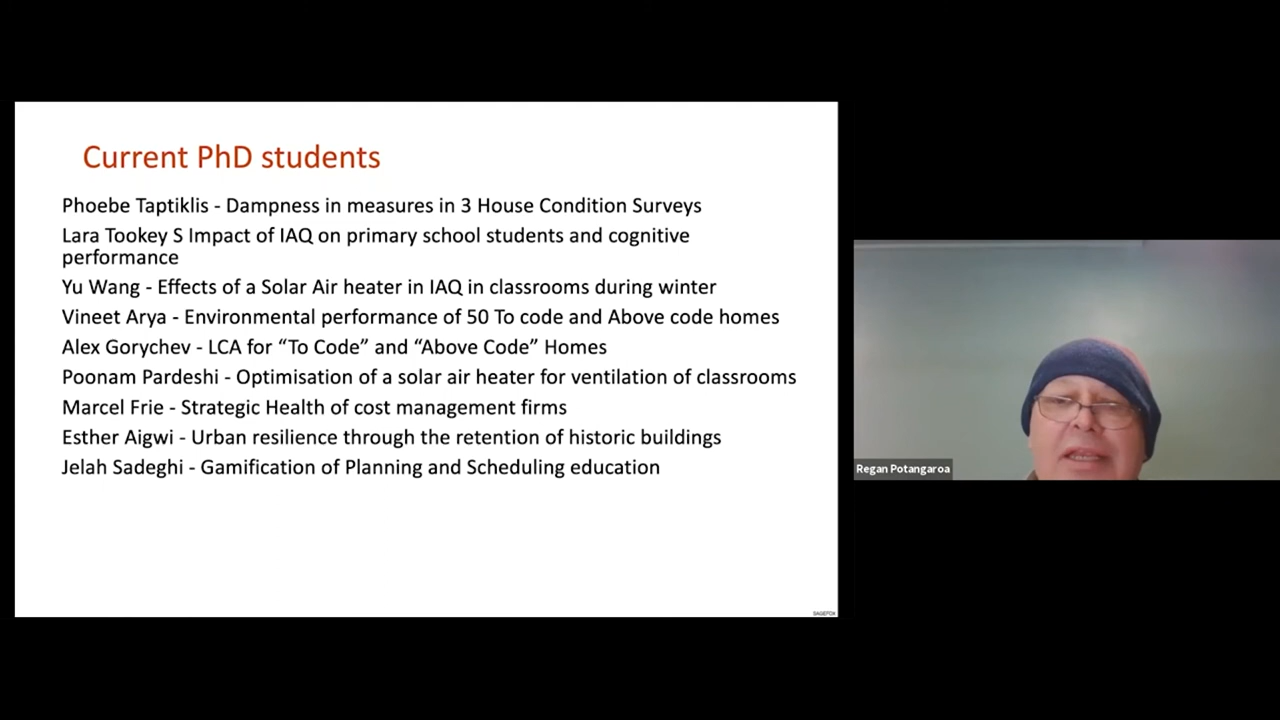 Current PhD students
Phoebe Taptiklis - Dampness in measures in 3 House Condition Surveys
Lara Tookey S Impact of IAQ on primary school students and cognitive
performance
Yu Wang - Effects of a Solar Air heater in IAQ in classrooms during winter
Vineet Arya - Environmental performance of 50 To code and Above code homes
Alex Gorychev - LCA for “To Code” and “Above Code” Homes
Poonam Pardeshi - Optimisation of a solar air heater for ventilation of classrooms
Marcel Frie - Strategic Health of cost management firms
Esther Aigwi - Urban resilience through the retention of historic buildings
Jelah Sadeghi - Gamification of Planning and Scheduling education
Regan Potangaroa